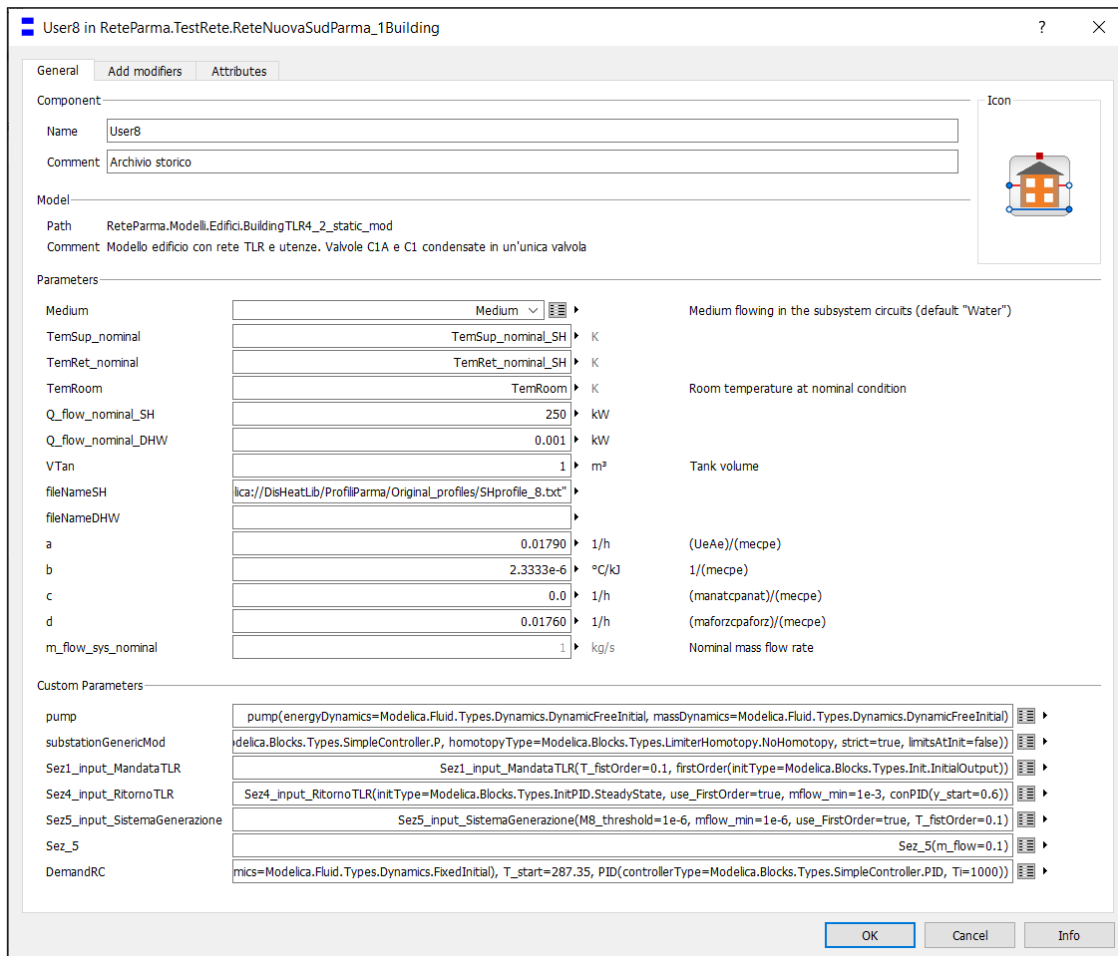 User8 in ReteParma.TestRete.ReteNuovaSudParma_1Building ?
General Add modifiers Attributes
Component Icon
Name User8
Comment Archivio storico
Model
Path ReteParma.Modelli.Edifici.BuildingTLR4_2_static_mod
Comment Modello edificio con rete TLR e utenze. Valvole C1A e C1 condensate in un'unica valvola
Parameters
Medium Medium Medium flowing in the subsystem circuits (default "Water")
TemSup_nominal TemSup_nominal_SH K
TemRet_nominal TemRet_nominal_SH K
TemRoom TemRoom K Room temperature at nominal condition
Q_flow_nominal_SH 250 kW
Q_flow_nominal_DHW 0.001 kW
VTan 1 m³ Tank volume
fileNameSH lica://DisHeatLib/ProfiliParma/Original_profiles/SHprofile_8.txt"
fileNameDHW
a 0.01790 1/h (UeAe)/(mecpe)
b 2.3333e-6 °C/kJ 1/(mecpe)
c 0.0 1/h (manatcpanat)/(mecpe)
d 0.01760 1/h (maforzcpaforz)/(mecpe)
m_flow_sys_nominal 1 kg/s Nominal mass flow rate
Custom Parameters
pump pump(energyDynamics=Modelica.Fluid.Types.Dynamics.DynamicFreeInitial, massDynamics=Modelica.Fluid.Types.Dynamics.DynamicFreeInitial)
substationGenericMod delica.Blocks.Types.SimpleController.P, homotopyType=Modelica.Blocks.Types.LimiterHomotopy.NoHomotopy, strict=true, limitsAtInit=false))
Sez1_input_MandataTLR Sez1_input_MandataTLR(T_fistOrder=0.1, firstOrder(initType=Modelica.Blocks.Types.Init.InitialOutput))
Sez4_input_RitornoTLR Sez4_input_RitornoTLR(initType=Modelica.Blocks.Types.InitPID.SteadyState, use_FirstOrder=true, mflow_min=1e-3, conPID(y_start=0.6))
Sez5_input_SistemaGenerazione Sez5_input_SistemaGenerazione(M8_threshold=1e-6, mflow_min=1e-6, use_FirstOrder=true, T_fistOrder=0.1)
Sez_5 Sez_5(m_flow=0.1)
DemandRC mics=Modelica.Fluid.Types.Dynamics.FixedInitial), T_start=287.35, PID(controllerType=Modelica.Blocks.Types.SimpleController.PID, Ti=1000))
OK Cancel Info